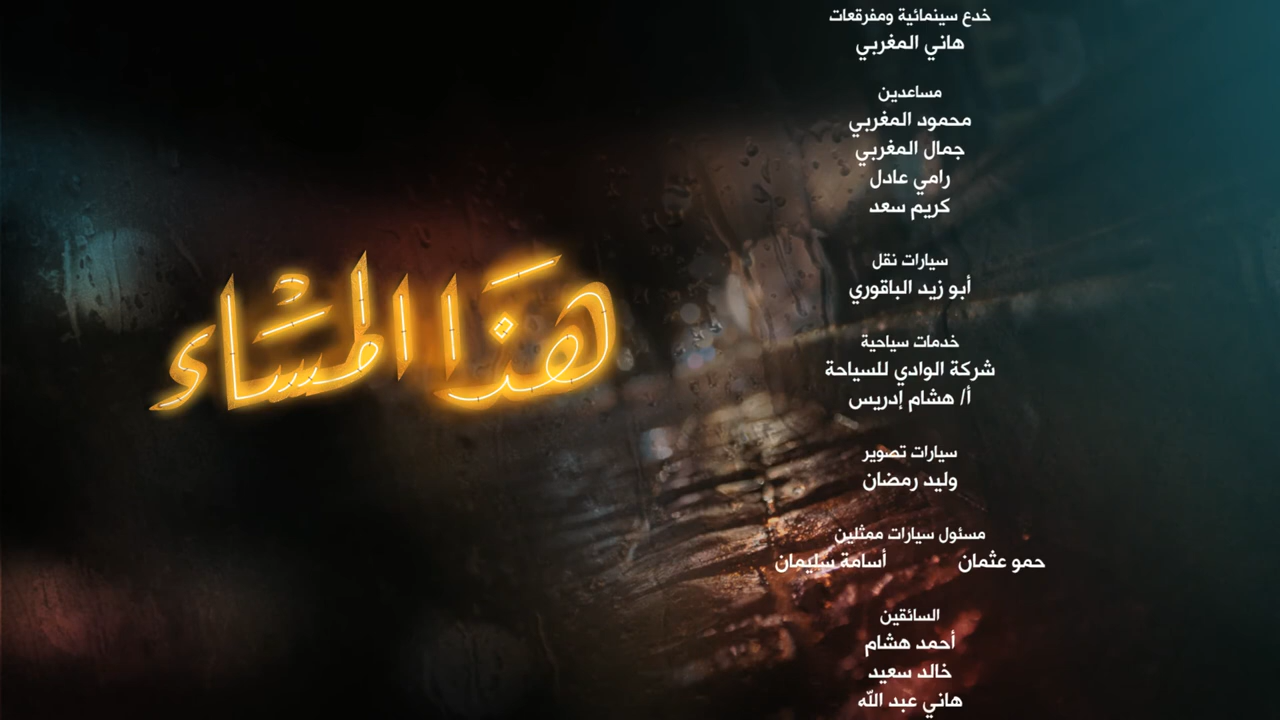 هَذَا المسَاء
خدع سينمائية ومفرقعات
هاني المغربي
مساعدين
محمود المغربي
جمال المغربي
رامي عادل
كريم سعد
سيارات نقل
أبو زيد الباقوري
خدمات سياحية
شركة الوادي للسياحة
أ/ هشام إدريس
سيارات تصوير
وليد رمضان
مسئول سيارات ممثلين
حمو عثمان أسامة سليمان
السائقين
أحمد هشام
خالد سعيد
هاني عبد الله